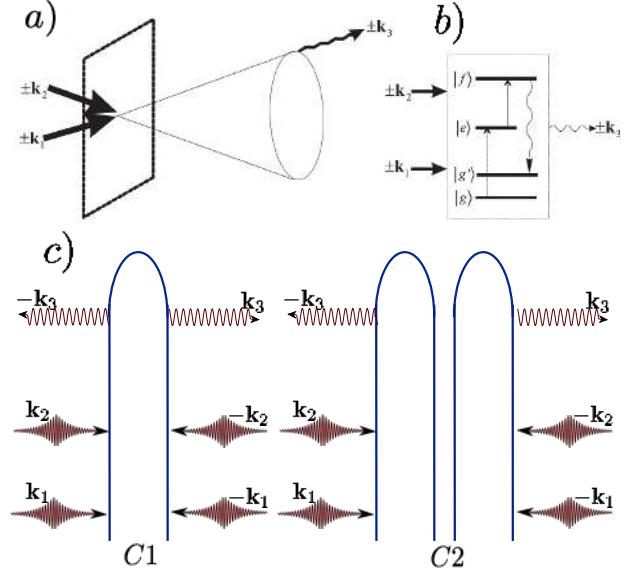 a)
±k₃
±k₂
±k₁
b)
±k₂
±k₁
|f⟩
|e⟩
|g'⟩
|g⟩
±k₃
c)
−k₃
k₃
k₂
−k₂
k₁
−k₁
C1
−k₃
k₃
k₂
−k₂
k₁
−k₁
C2